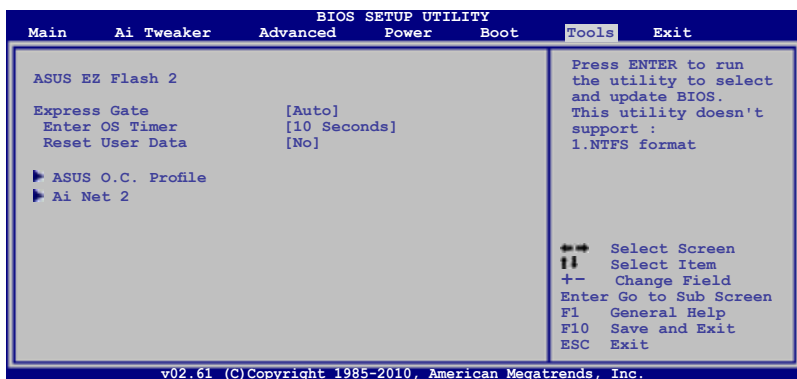 BIOS SETUP UTILITY
Main Ai Tweaker Advanced Power Boot Tools Exit
ASUS EZ Flash 2
Express Gate [Auto]
Enter OS Timer [10 Seconds]
Reset User Data [No]
ASUS O.C. Profile
Ai Net 2
Press ENTER to run
the utility to select
and update BIOS.
This utility doesn't
support :
1.NTFS format
Select Screen
Select Item
+- Change Field
Enter Go to Sub Screen
F1 General Help
F10 Save and Exit
ESC Exit
v02.61 (C)Copyright 1985-2010, American Megatrends, Inc.